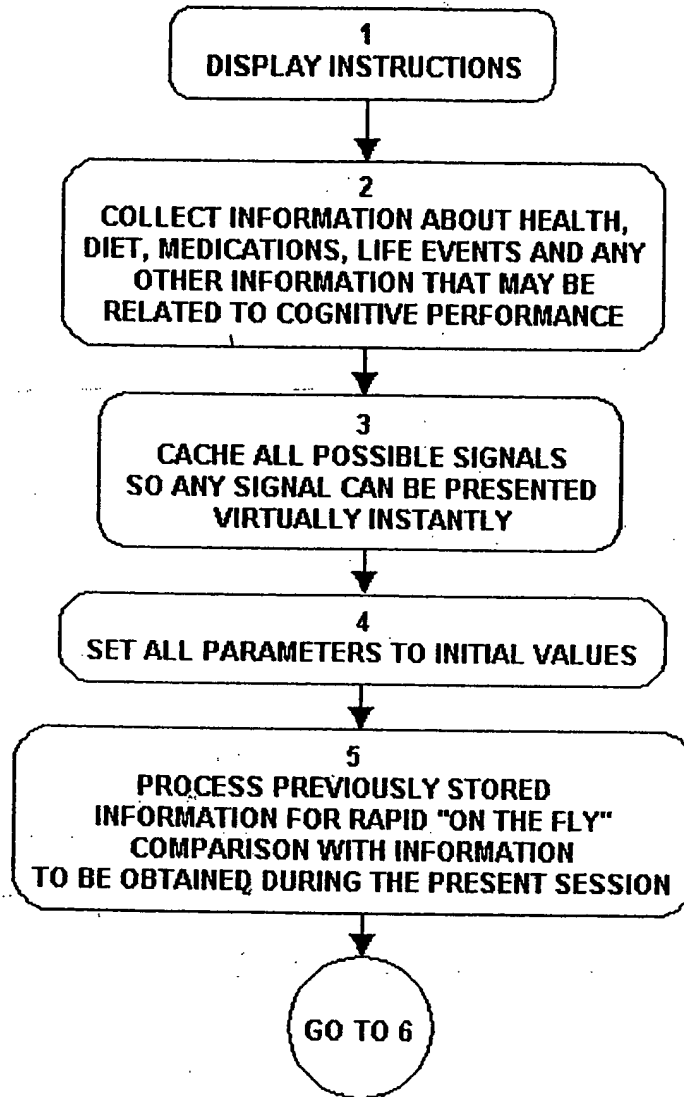 1
DISPLAY INSTRUCTIONS
2
COLLECT INFORMATION ABOUT HEALTH,
DIET, MEDICATIONS, LIFE EVENTS AND ANY
OTHER INFORMATION THAT MAY BE
RELATED TO COGNITIVE PERFORMANCE
3
CACHE ALL POSSIBLE SIGNALS
SO ANY SIGNAL CAN BE PRESENTED
VIRTUALLY INSTANTLY
4
SET ALL PARAMETERS TO INITIAL VALUES
5
PROCESS PREVIOUSLY STORED
INFORMATION FOR RAPID "ON THE FLY"
COMPARISON WITH INFORMATION
TO BE OBTAINED DURING THE PRESENT SESSION
GO TO 6